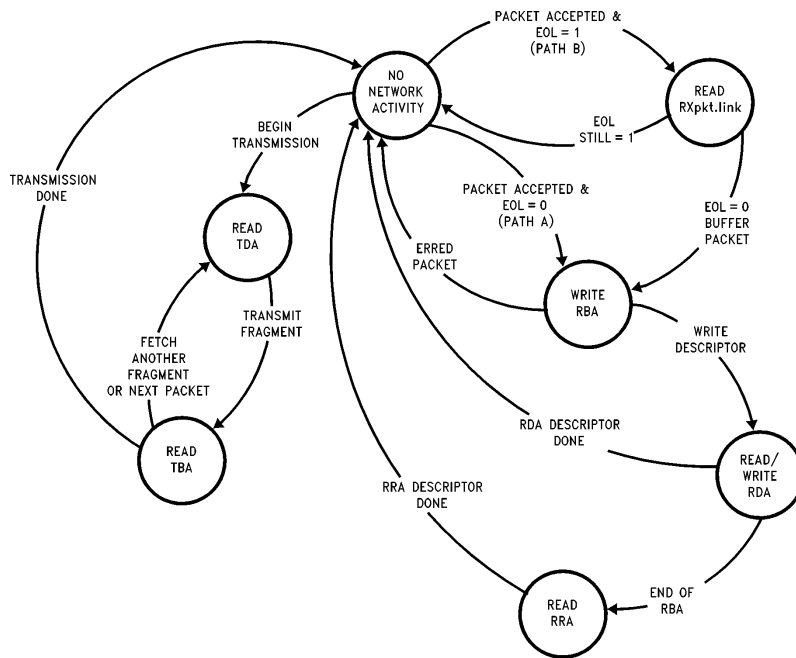 PACKET ACCEPTED &
EOL = 1
(PATH B)
NO
NETWORK
ACTIVITY
READ
RXpkt.link
EOL
STILL = 1
BEGIN
TRANSMISSION
TRANSMISSION
DONE
PACKET ACCEPTED &
EOL = 0
(PATH A)
EOL = 0
BUFFER
PACKET
READ
TDA
ERRED
PACKET
WRITE
RBA
TRANSMIT
FRAGMENT
WRITE
DESCRIPTOR
FETCH
ANOTHER
FRAGMENT
OR NEXT PACKET
RDA DESCRIPTOR
DONE
READ
TBA
READ/
WRITE
RDA
RRA DESCRIPTOR
DONE
END OF
RBA
READ
RRA